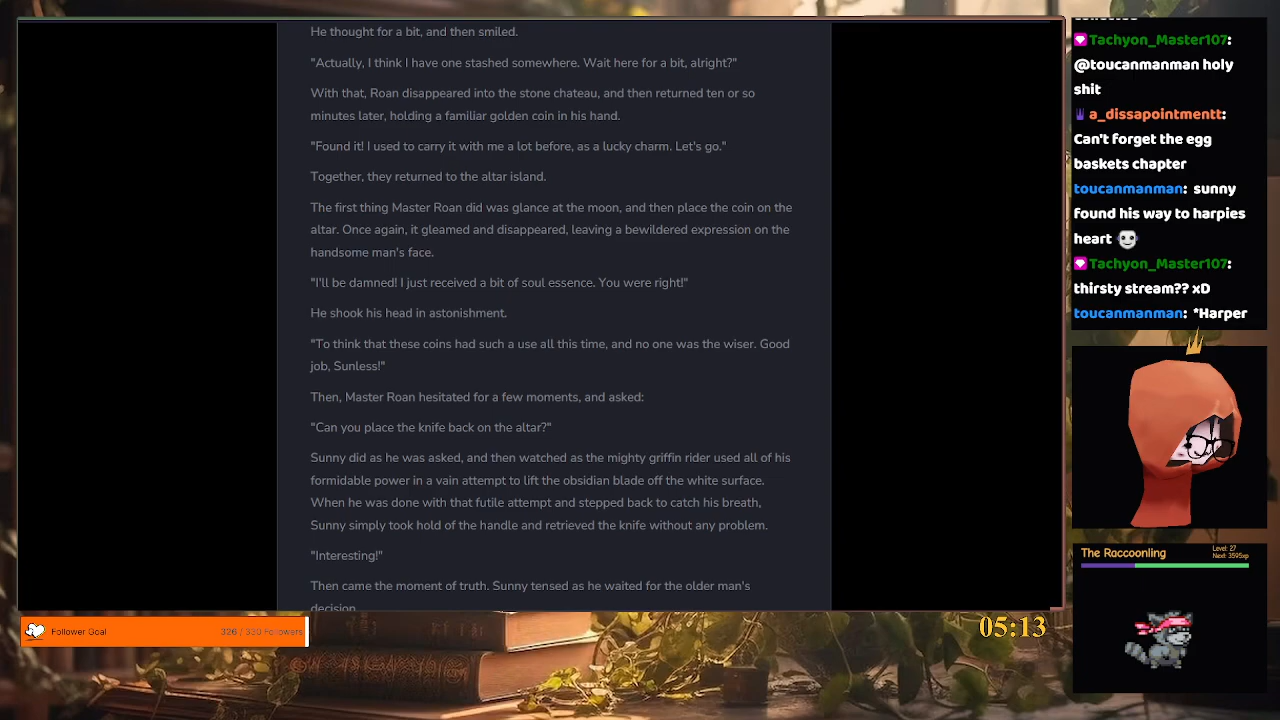 He thought for a bit, and then smiled.
"Actually, I think I have one stashed somewhere. Wait here for a bit, alright?"
With that, Roan disappeared into the stone chateau, and then returned ten or so
minutes later, holding a familiar golden coin in his hand.
"Found it! I used to carry it with me a lot before, as a lucky charm. Let's go."
Together, they returned to the altar island.
The first thing Master Roan did was glance at the moon, and then place the coin on the
altar. Once again, it gleamed and disappeared, leaving a bewildered expression on the
handsome man's face.
"I'll be damned! I just received a bit of soul essence. You were right!"
He shook his head in astonishment.
"To think that these coins had such a use all this time, and no one was the wiser. Good
job, Sunless!"
Then, Master Roan hesitated for a few moments, and asked:
"Can you place the knife back on the altar?"
Sunny did as he was asked, and then watched as the mighty griffin rider used all of his
formidable power in a vain attempt to lift the obsidian blade off the white surface.
When he was done with that futile attempt and stepped back to catch his breath,
Sunny simply took hold of the handle and retrieved the knife without any problem.
"Interesting!"
Then came the moment of truth. Sunny tensed as he waited for the older man's
decision.
Tachyon_Master107:
@toucanmanman holy
shit
a_dissapointmentt:
Can't forget the egg
baskets chapter
toucanmanman: sunny
found his way to harpies
heart
Tachyon_Master107:
thirsty stream?? xD
toucanmanman: *Harper
The Raccoonling
Level: 27
Next: 3595xp
Follower Goal
326 / 330 Followers
05:13